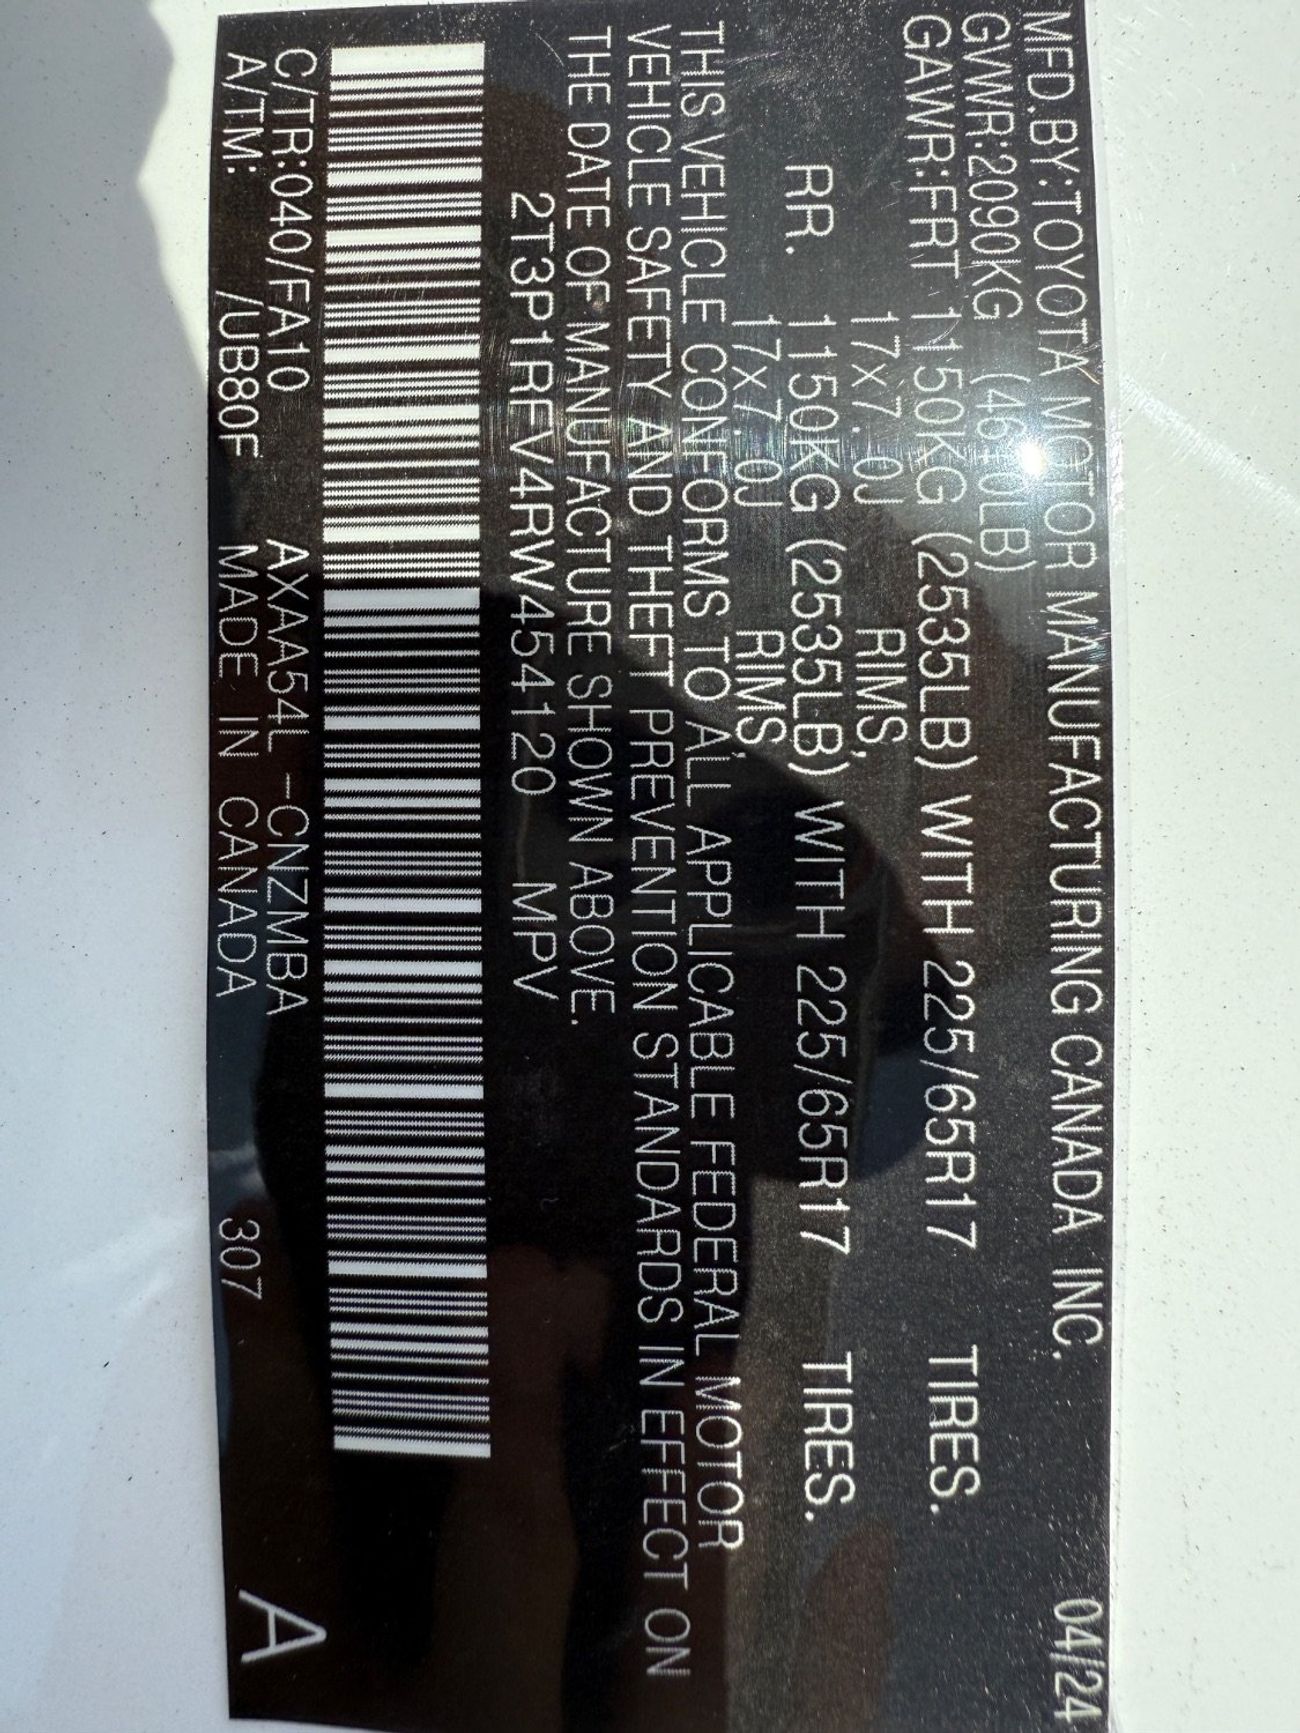 MFD.BY:TOYOTA MOTOR MANUFACTURING CANADA INC. 04/24
GVWR:2090KG (4610LB)
GAWR:FRT 1150KG (2535LB) WITH 225/65R17 TIRES.
17x7.0J RIMS,
RR. 1150KG (2535LB) WITH 225/65R17 TIRES.
17x7.0J RIMS,
THIS VEHICLE CONFORMS TO ALL APPLICABLE FEDERAL MOTOR
VEHICLE SAFETY AND THEFT PREVENTION STANDARDS IN EFFECT ON
THE DATE OF MANUFACTURE SHOWN ABOVE.
2T3P1RFV4RW454120 MPV
C/TR:040/FA10 AXAA54L -CNZMBA
A/TM: /UB80F MADE IN CANADA 307 A